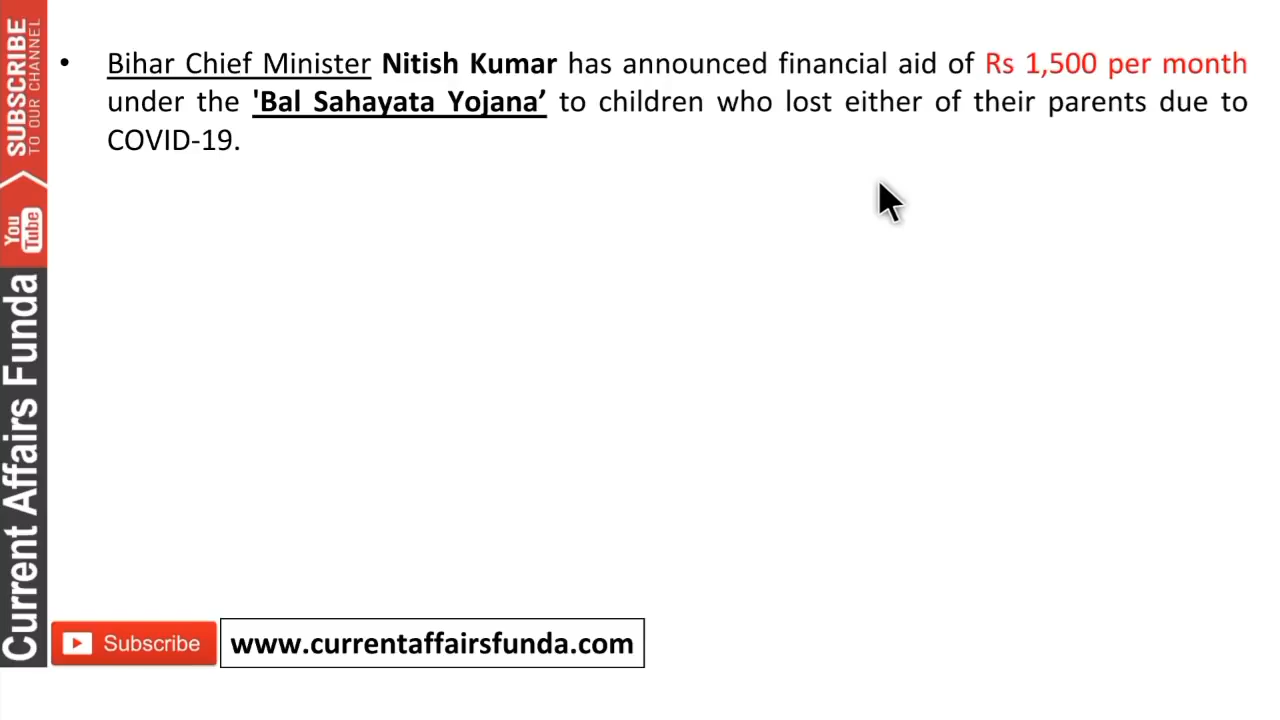 • Bihar Chief Minister Nitish Kumar has announced financial aid of Rs 1,500 per month
under the 'Bal Sahayata Yojana’ to children who lost either of their parents due to
COVID-19.
SUBSCRIBE
TO OUR CHANNEL
You
Tube
Current Affairs Funda
Subscribe
www.currentaffairsfunda.com